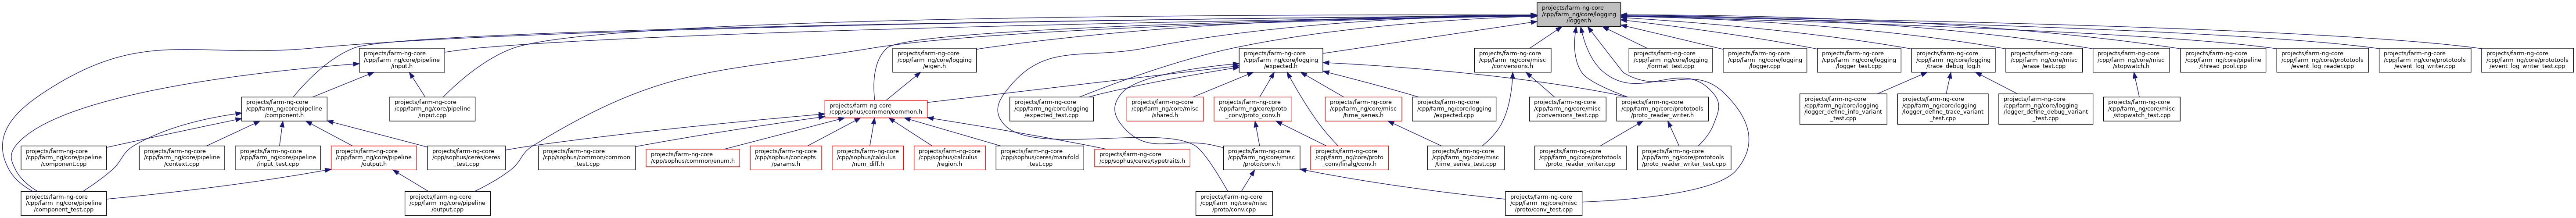 projects/farm-ng-core
/cpp/farm_ng/core/logging
/logger.h
projects/farm-ng-core
/cpp/farm_ng/core/pipeline
/input.h
projects/farm-ng-core
/cpp/farm_ng/core/logging
/eigen.h
projects/farm-ng-core
/cpp/farm_ng/core/logging
/expected.h
projects/farm-ng-core
/cpp/farm_ng/core/misc
/conversions.h
projects/farm-ng-core
/cpp/farm_ng/core/logging
/format_test.cpp
projects/farm-ng-core
/cpp/farm_ng/core/logging
/logger.cpp
projects/farm-ng-core
/cpp/farm_ng/core/logging
/logger_test.cpp
projects/farm-ng-core
/cpp/farm_ng/core/logging
/trace_debug_log.h
projects/farm-ng-core
/cpp/farm_ng/core/misc
/erase_test.cpp
projects/farm-ng-core
/cpp/farm_ng/core/misc
/stopwatch.h
projects/farm-ng-core
/cpp/farm_ng/core/pipeline
/thread_pool.cpp
projects/farm-ng-core
/cpp/farm_ng/core/prototools
/event_log_reader.cpp
projects/farm-ng-core
/cpp/farm_ng/core/prototools
/event_log_writer.cpp
projects/farm-ng-core
/cpp/farm_ng/core/prototools
/event_log_writer_test.cpp
projects/farm-ng-core
/cpp/farm_ng/core/pipeline
/component.h
projects/farm-ng-core
/cpp/farm_ng/core/pipeline
/input.cpp
projects/farm-ng-core
/cpp/sophus/common/common.h
projects/farm-ng-core
/cpp/farm_ng/core/logging
/expected_test.cpp
projects/farm-ng-core
/cpp/farm_ng/core/misc
/shared.h
projects/farm-ng-core
/cpp/farm_ng/core/proto
_conv/proto_conv.h
projects/farm-ng-core
/cpp/farm_ng/core/misc
/time_series.h
projects/farm-ng-core
/cpp/farm_ng/core/logging
/expected.cpp
projects/farm-ng-core
/cpp/farm_ng/core/misc
/conversions_test.cpp
projects/farm-ng-core
/cpp/farm_ng/core/prototools
/proto_reader_writer.h
projects/farm-ng-core
/cpp/farm_ng/core/logging
/logger_define_info_variant
_test.cpp
projects/farm-ng-core
/cpp/farm_ng/core/logging
/logger_define_trace_variant
_test.cpp
projects/farm-ng-core
/cpp/farm_ng/core/logging
/logger_define_debug_variant
_test.cpp
projects/farm-ng-core
/cpp/farm_ng/core/misc
/stopwatch_test.cpp
projects/farm-ng-core
/cpp/farm_ng/core/pipeline
/component.cpp
projects/farm-ng-core
/cpp/farm_ng/core/pipeline
/context.cpp
projects/farm-ng-core
/cpp/farm_ng/core/pipeline
/input_test.cpp
projects/farm-ng-core
/cpp/farm_ng/core/pipeline
/output.h
projects/farm-ng-core
/cpp/sophus/ceres/ceres
_test.cpp
projects/farm-ng-core
/cpp/sophus/common/common
_test.cpp
projects/farm-ng-core
/cpp/sophus/common/enum.h
projects/farm-ng-core
/cpp/sophus/concepts
/params.h
projects/farm-ng-core
/cpp/sophus/calculus
/num_diff.h
projects/farm-ng-core
/cpp/sophus/calculus
/region.h
projects/farm-ng-core
/cpp/sophus/ceres/manifold
_test.cpp
projects/farm-ng-core
/cpp/sophus/ceres/typetraits.h
projects/farm-ng-core
/cpp/farm_ng/core/misc
/proto/conv.h
projects/farm-ng-core
/cpp/farm_ng/core/proto
_conv/linalg/conv.h
projects/farm-ng-core
/cpp/farm_ng/core/misc
/time_series_test.cpp
projects/farm-ng-core
/cpp/farm_ng/core/prototools
/proto_reader_writer.cpp
projects/farm-ng-core
/cpp/farm_ng/core/prototools
/proto_reader_writer_test.cpp
projects/farm-ng-core
/cpp/farm_ng/core/pipeline
/component_test.cpp
projects/farm-ng-core
/cpp/farm_ng/core/pipeline
/output.cpp
projects/farm-ng-core
/cpp/farm_ng/core/misc
/proto/conv.cpp
projects/farm-ng-core
/cpp/farm_ng/core/misc
/proto/conv_test.cpp